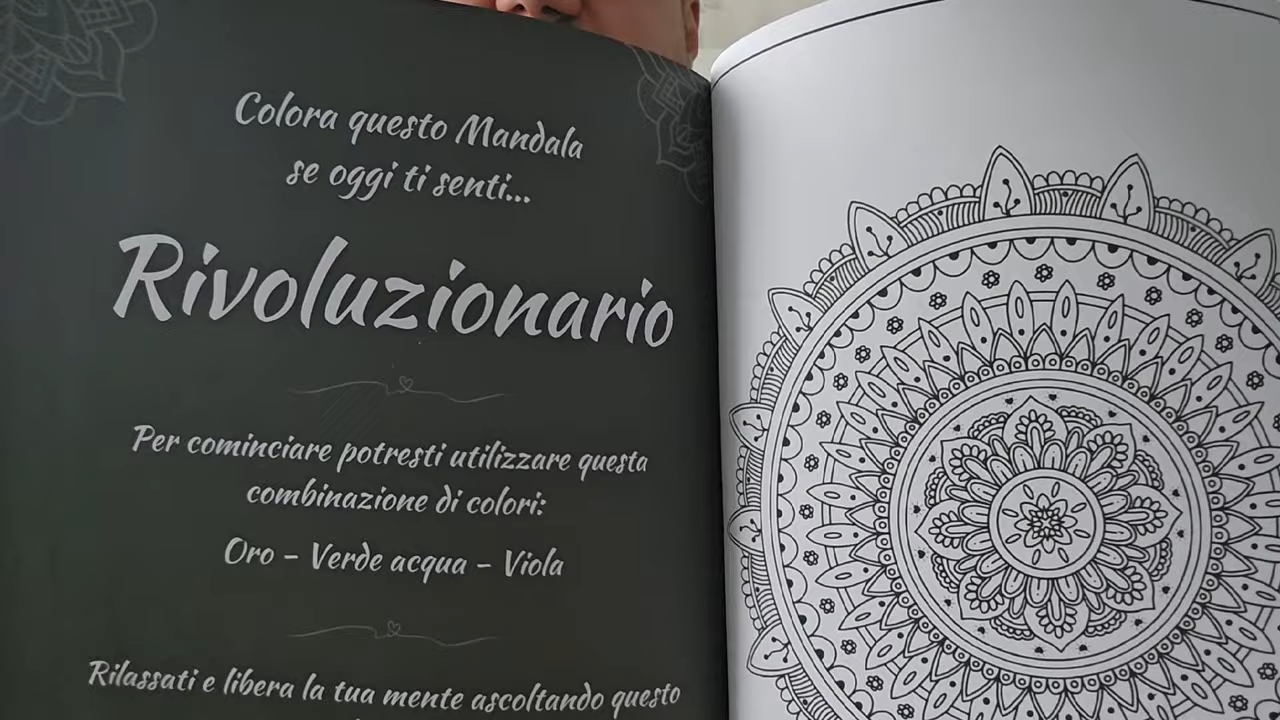 Colora questo Mandala
se oggi ti senti...
Rivoluzionario
Per cominciare potresti utilizzare questa
combinazione di colori:
Oro – Verde acqua – Viola
Rilassati e libera la tua mente ascoltando questo